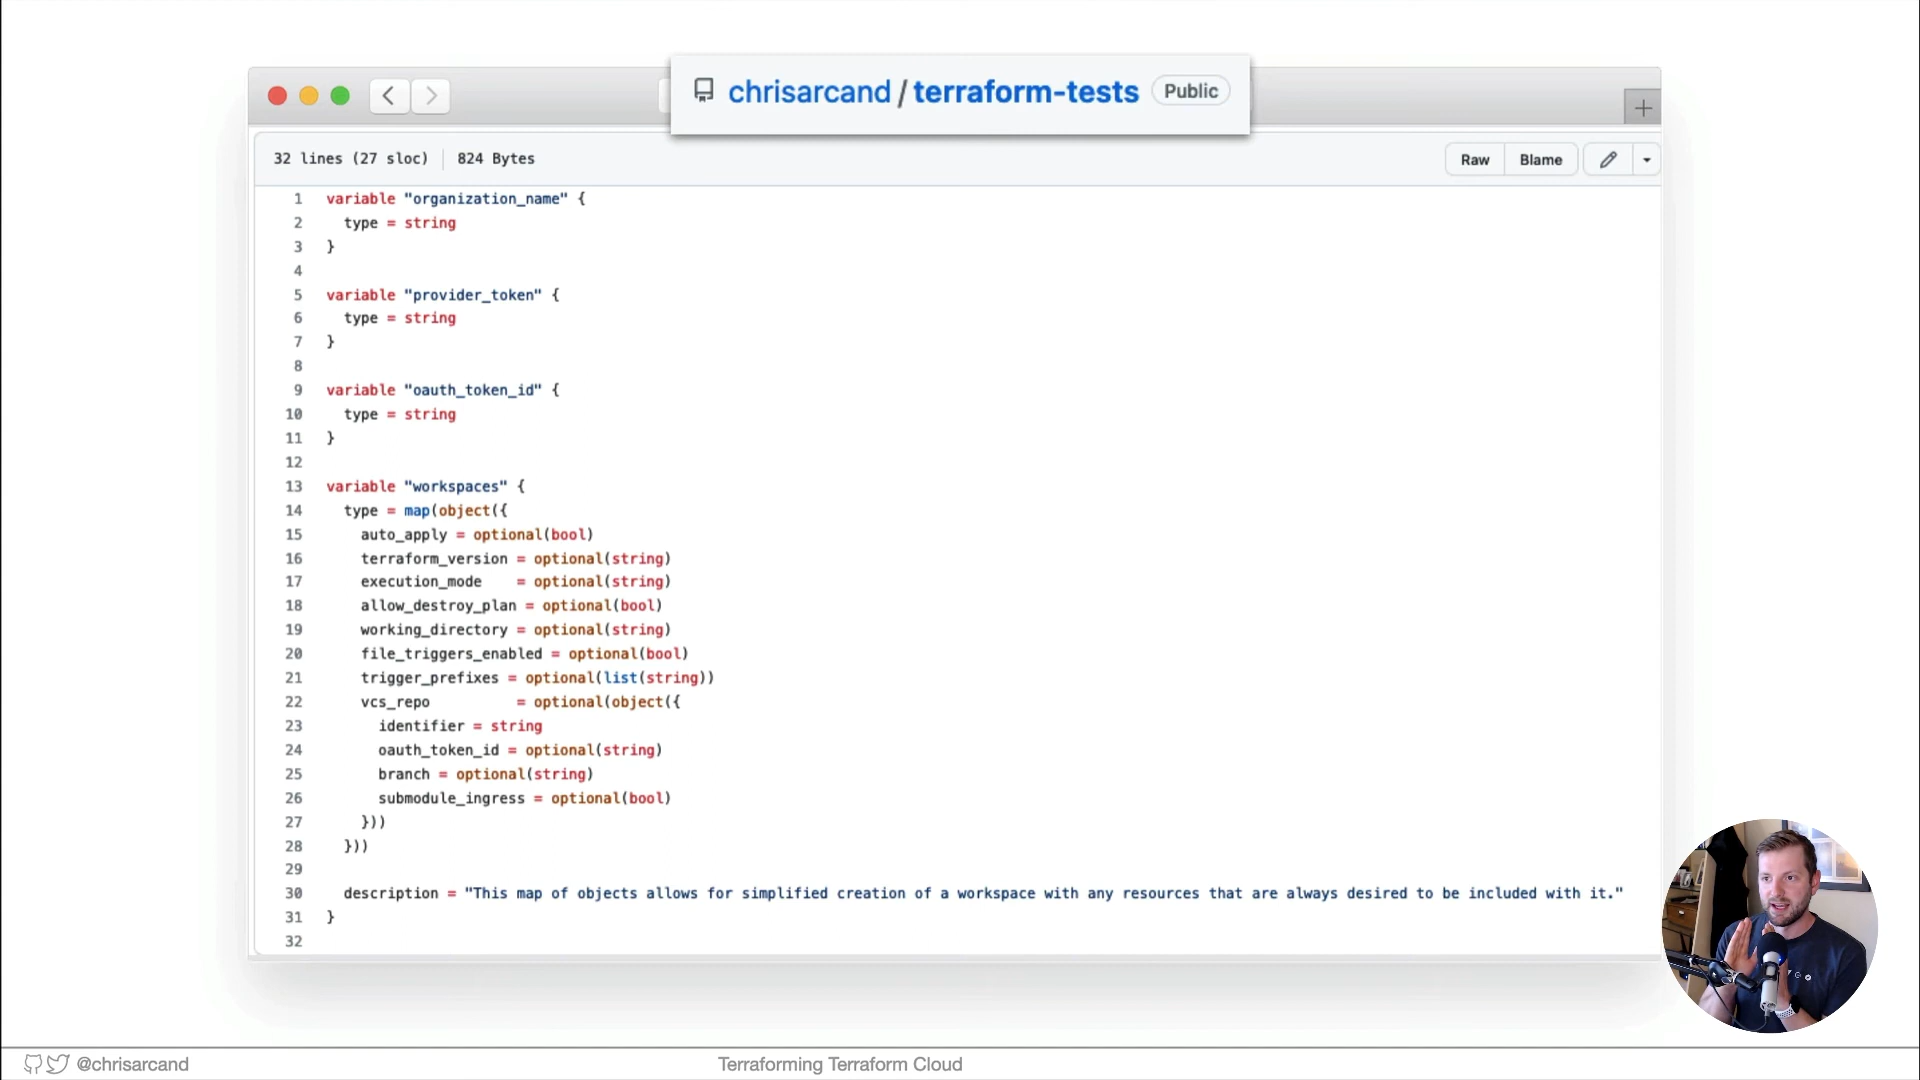 chrisarcand / terraform-tests Public
32 lines (27 sloc) 824 Bytes
Raw Blame
1 variable "organization_name" {
2 type = string
3 }
4
5 variable "provider_token" {
6 type = string
7 }
8
9 variable "oauth_token_id" {
10 type = string
11 }
12
13 variable "workspaces" {
14 type = map(object({
15 auto_apply = optional(bool)
16 terraform_version = optional(string)
17 execution_mode    = optional(string)
18 allow_destroy_plan = optional(bool)
19 working_directory = optional(string)
20 file_triggers_enabled = optional(bool)
21 trigger_prefixes = optional(list(string))
22 vcs_repo          = optional(object({
23 identifier = string
24 oauth_token_id = optional(string)
25 branch = optional(string)
26 submodule_ingress = optional(bool)
27 }))
28 }))
29
30 description = "This map of objects allows for simplified creation of a workspace with any resources that are always desired to be included with it."
31 }
32
@chrisarcand
Terraforming Terraform Cloud